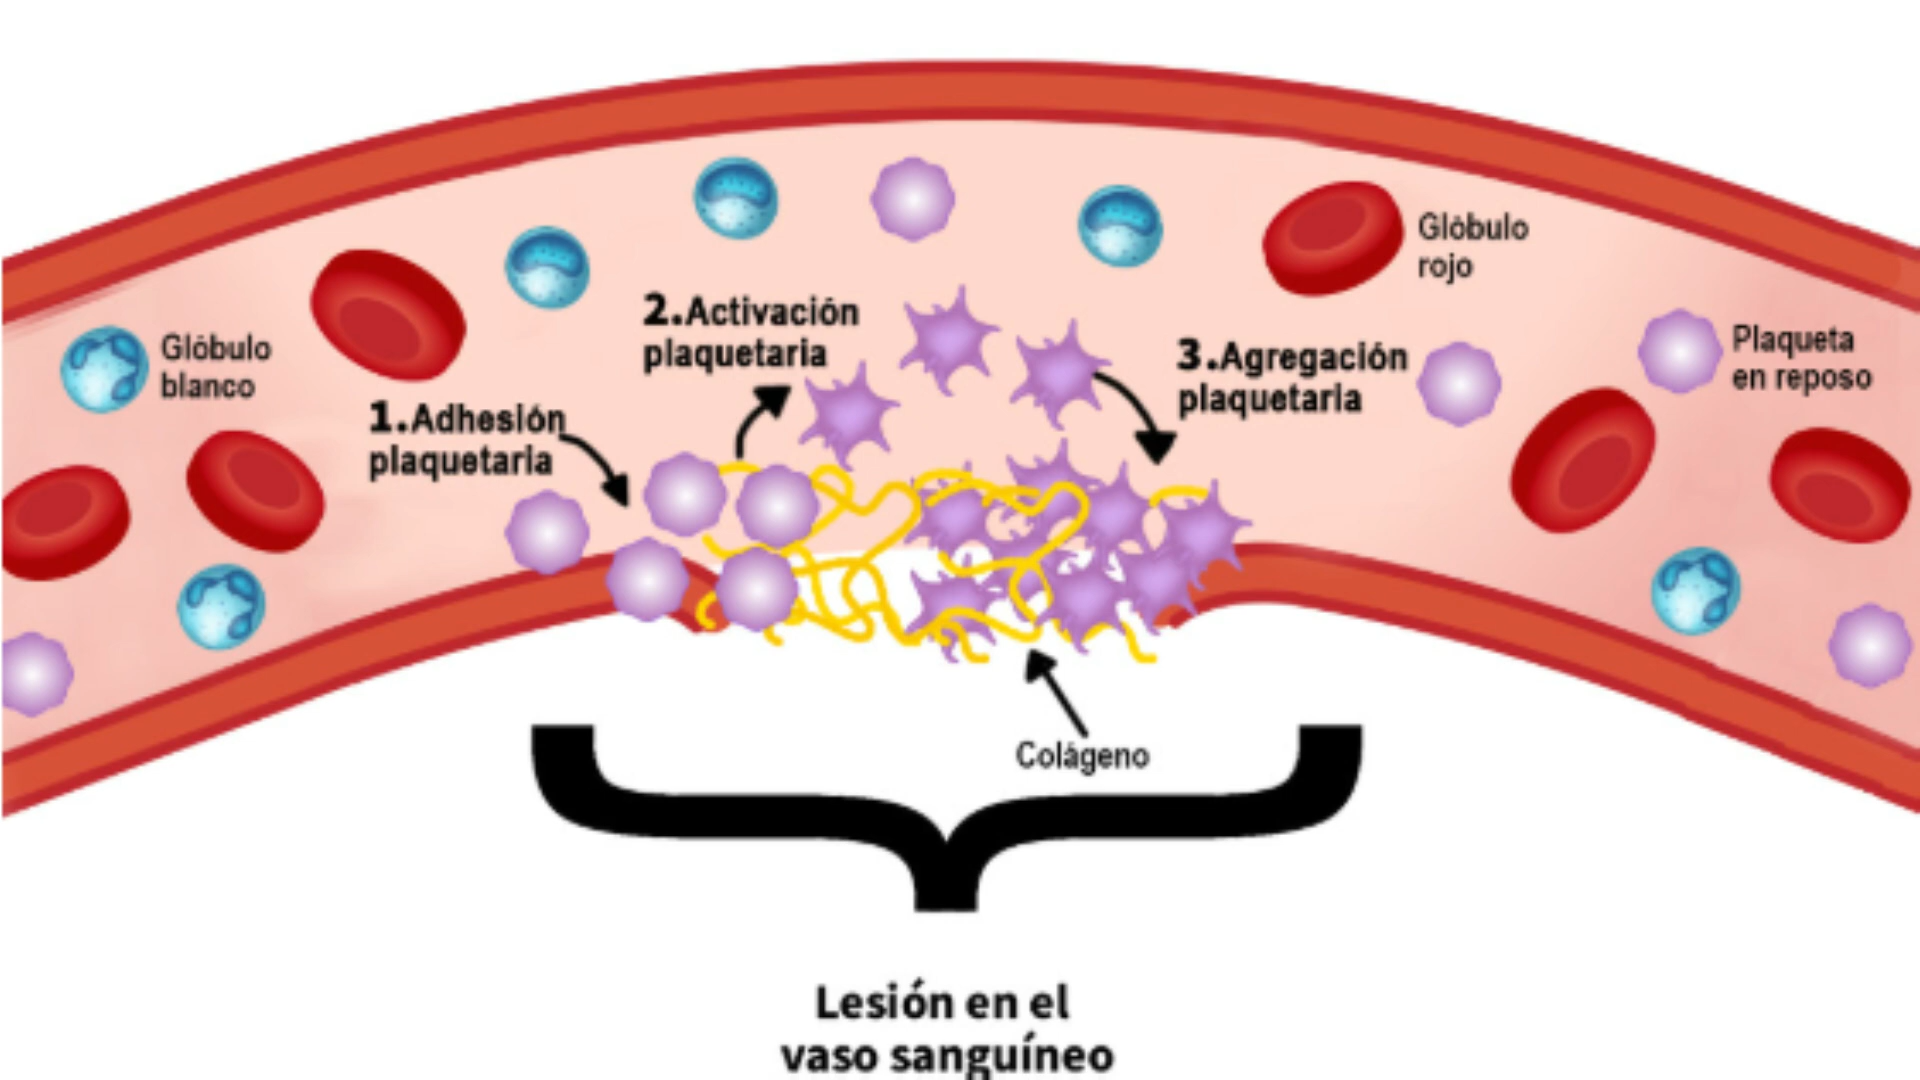 Glóbulo
rojo
2.Activación
plaquetaria
Plaqueta
en reposo
3.Agregación
plaquetaria
Glóbulo
blanco
1.Adhesión
plaquetaria
Colágeno
Lesión en el
vaso sanguíneo